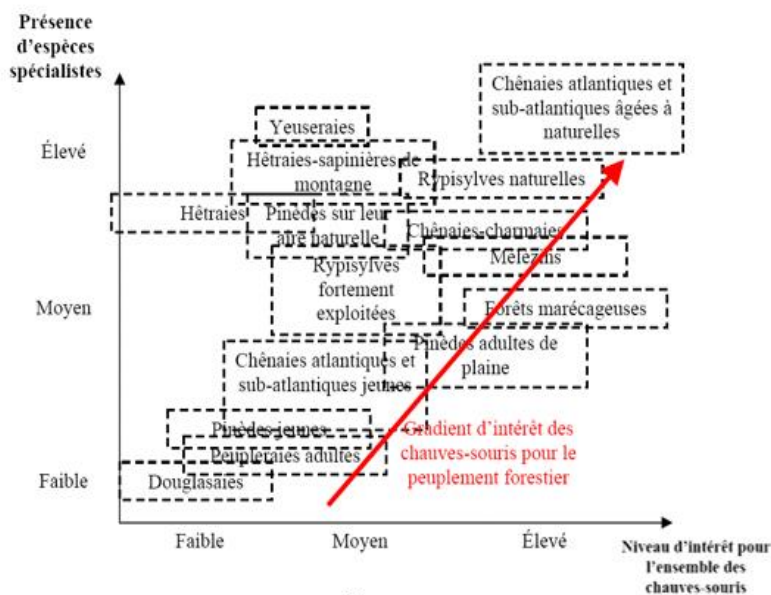 Présence
d'espèces
spécialistes
Chênaies atlantiques et
sub-atlantiques âgées à
naturelles
Yeuseraies
Élevé
Hêtraies-sapinières de
montagne
Rypisylves naturelles
Hêtraies
Pinèdes sur leur
aire naturelle
Chênaies-charmaies
Mélézins
Rypisylves
fortement
exploitées
Moyen
Forêts marécageuses
Pinèdes adultes de
plaine
Chênaies atlantiques et
sub-atlantiques jeunes
Pinèdes jeunes
Gradient d'intérêt des
chauves-souris pour le
peuplement forestier
Peupleraies adultes
Faible
Douglasaies
Faible
Moyen
Élevé
Niveau d'intérêt pour
l'ensemble des
chauves-souris